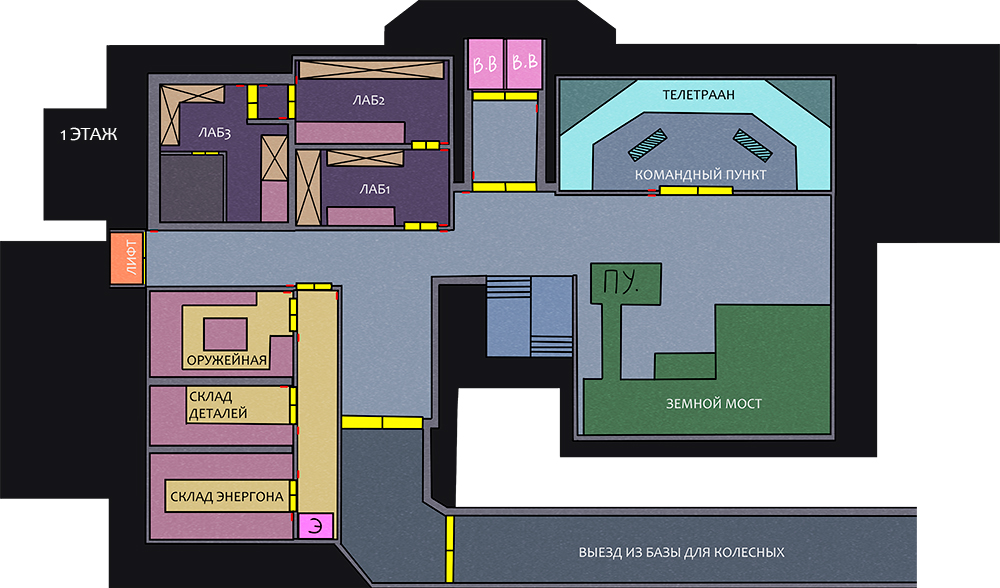 В.В
В.В
ТЕЛЕТРААН
ЛАБ2
1 ЭТАЖ
ЛАБ3
КОМАНДНЫЙ ПУНКТ
ЛАБ1
ЛИФТ
П.У.
ОРУЖЕЙНАЯ
СКЛАД
ДЕТАЛЕЙ
ЗЕМНОЙ МОСТ
СКЛАД ЭНЕРГОНА
Э
ВЫЕЗД ИЗ БАЗЫ ДЛЯ КОЛЕСНЫХ